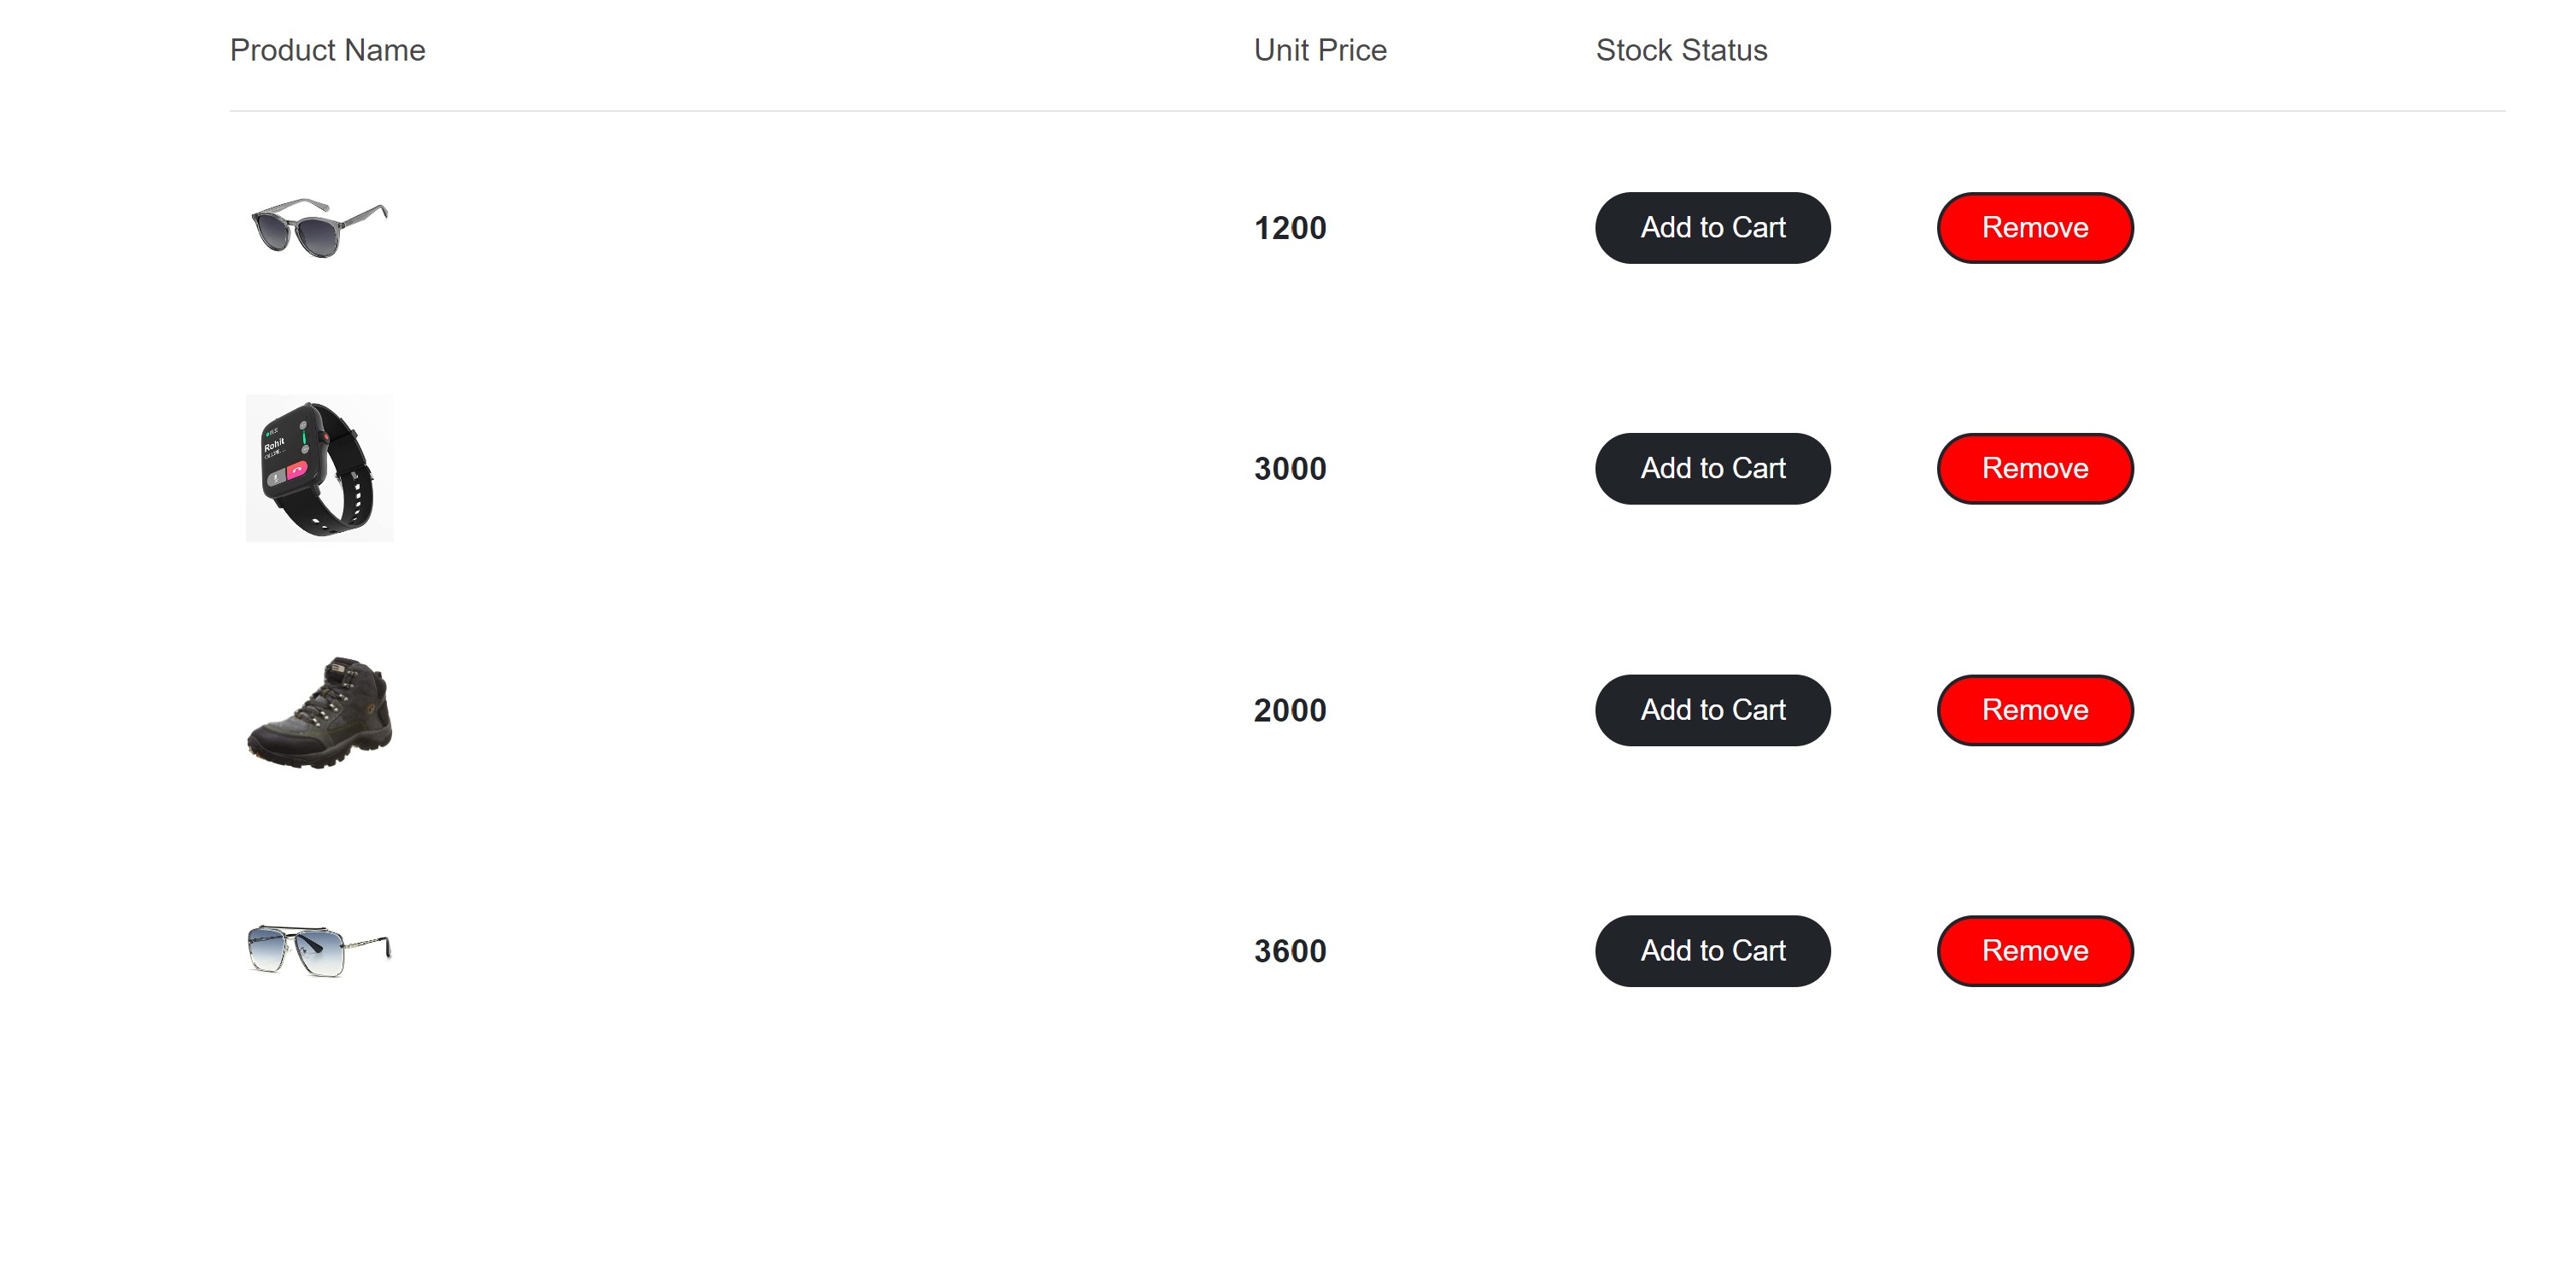 Product Name Unit Price Stock Status
1200 Add to Cart Remove
Rohit
3000 Add to Cart Remove
2000 Add to Cart Remove
3600 Add to Cart Remove